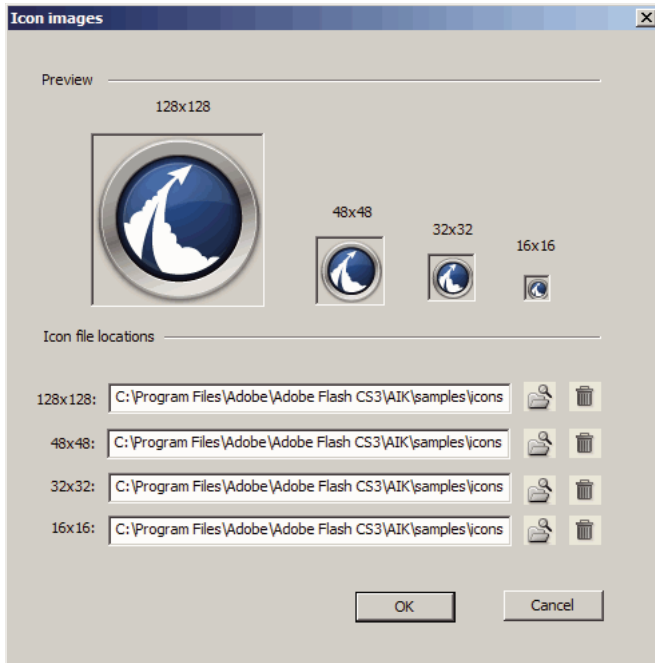 Icon images
Preview
128x128
48x48
32x32
16x16
Icon file locations
128x128: C:\Program Files\Adobe\Adobe Flash CS3\AIK\samples\icons
48x48: C:\Program Files\Adobe\Adobe Flash CS3\AIK\samples\icons
32x32: C:\Program Files\Adobe\Adobe Flash CS3\AIK\samples\icons
16x16: C:\Program Files\Adobe\Adobe Flash CS3\AIK\samples\icons
OK Cancel